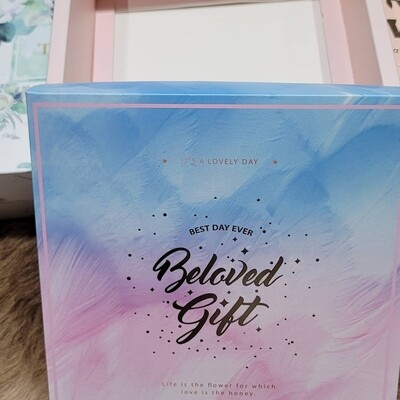 IT'S A LOVELY DAY
BEST DAY EVER
Beloved
Gift
Life is the flower for which
love is the honey.